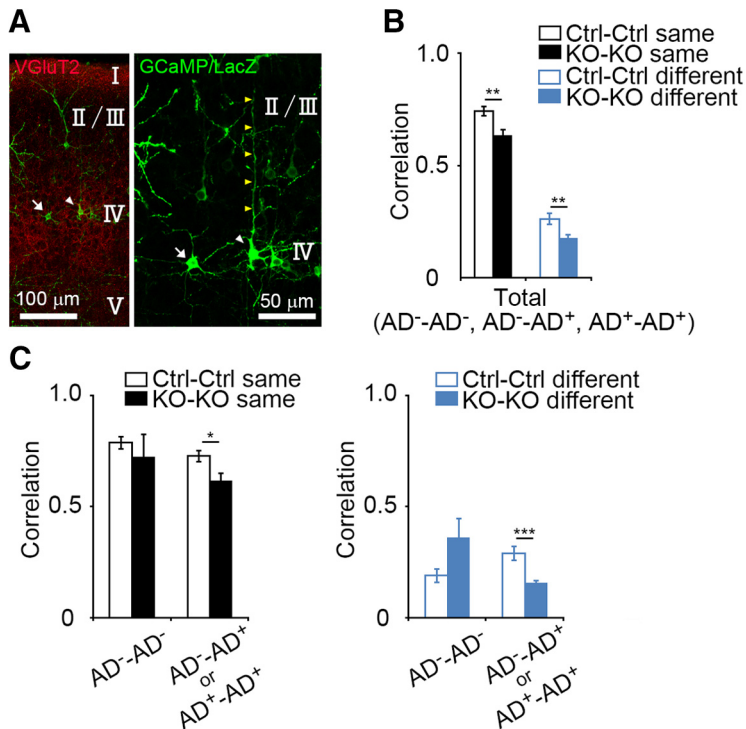 A
VGluT2
I
II/III
IV
V
100 μm
GCaMP/LacZ
II/III
IV
50 μm
B
Ctrl-Ctrl same
KO-KO same
Ctrl-Ctrl different
KO-KO different
1.0
0.5
0
Correlation
**
**
Total
(AD⁻-AD⁻, AD⁻-AD⁺, AD⁺-AD⁺)
C
Ctrl-Ctrl same
KO-KO same
1.0
0.5
0
Correlation
*
AD⁻-AD⁻
AD⁻-AD⁺
or
AD⁺-AD⁺
Ctrl-Ctrl different
KO-KO different
1.0
0.5
0
Correlation
***
AD⁻-AD⁻
AD⁻-AD⁺
or
AD⁺-AD⁺